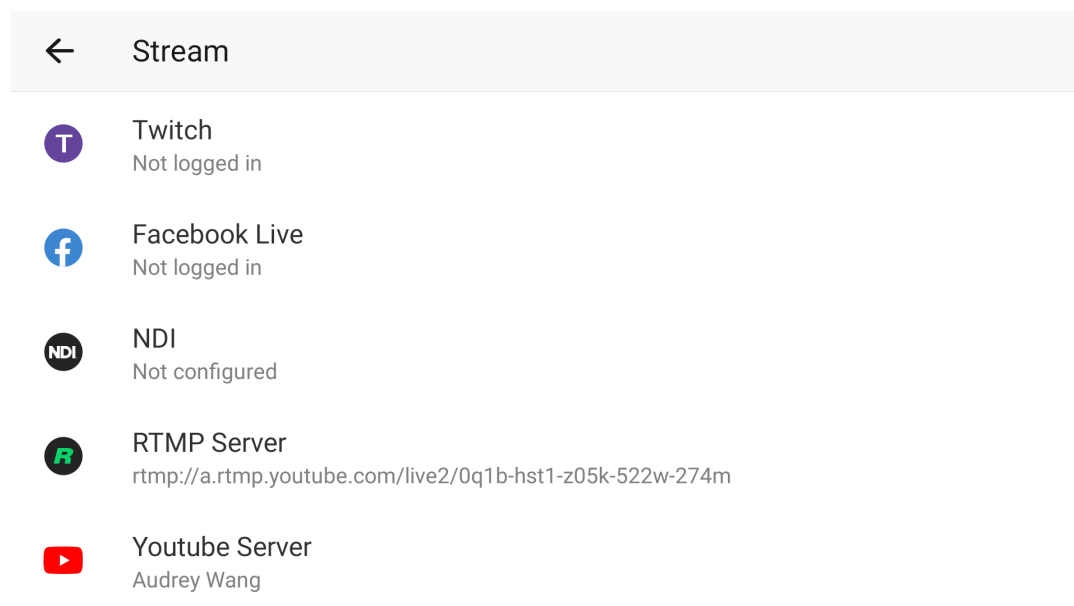 Stream
T
Twitch
Not logged in
Facebook Live
Not logged in
NDI
NDI
Not configured
R
RTMP Server
rtmp://a.rtmp.youtube.com/live2/0q1b-hst1-z05k-522w-274m
Youtube Server
Audrey Wang